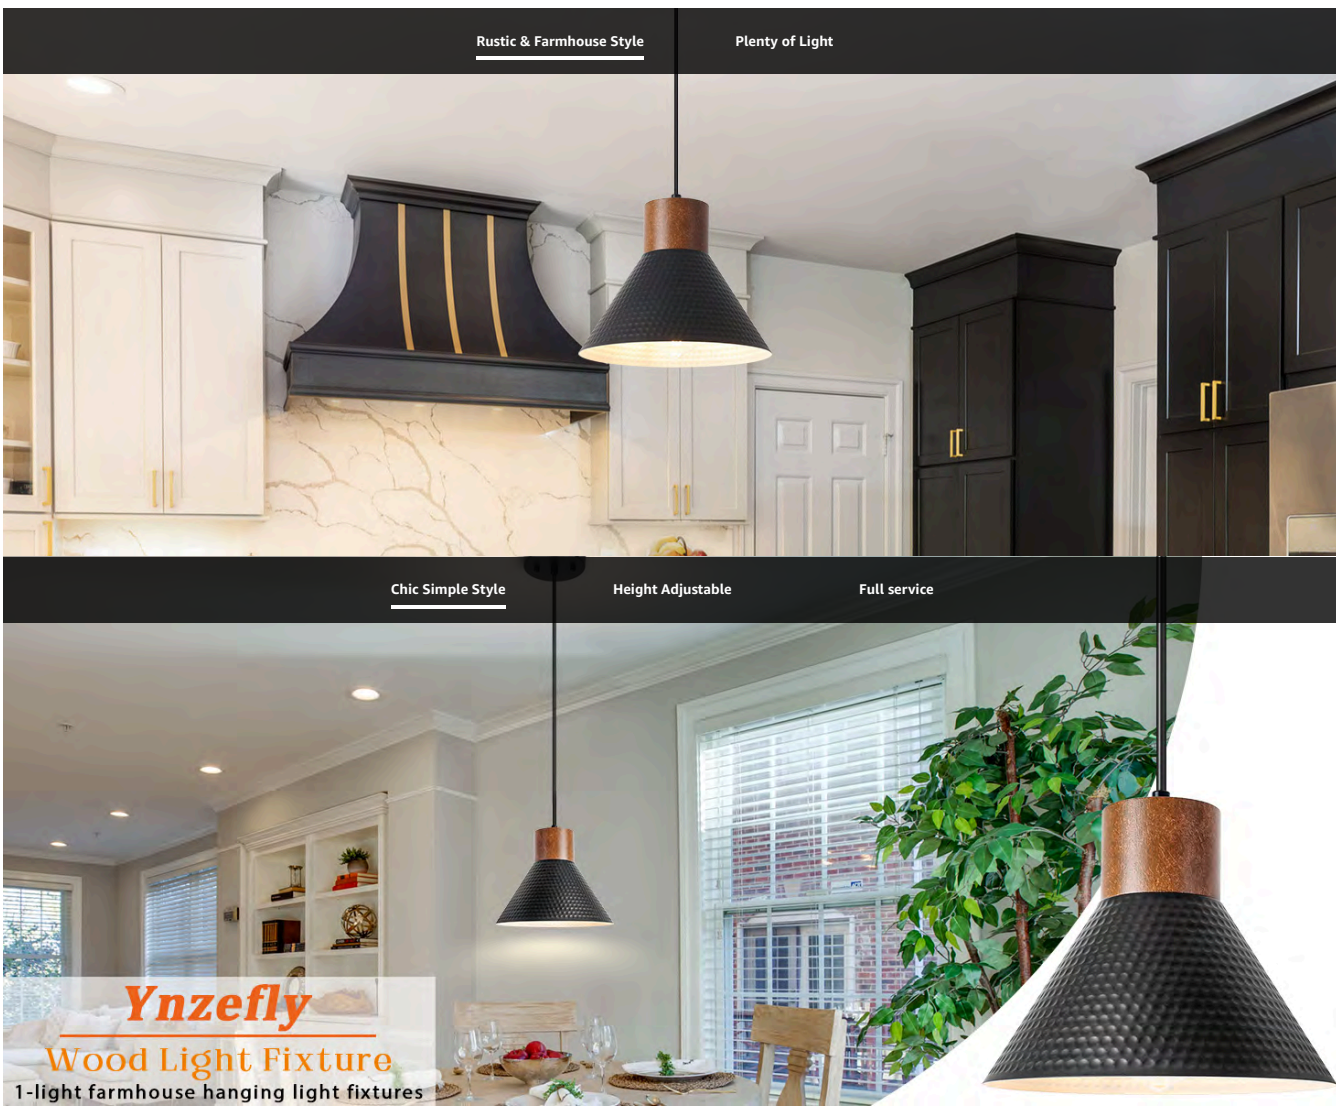 Rustic & Farmhouse Style
Plenty of Light
Chic Simple Style
Height Adjustable
Full service
Ynzefly
Wood Light Fixture
1-light farmhouse hanging light fixtures